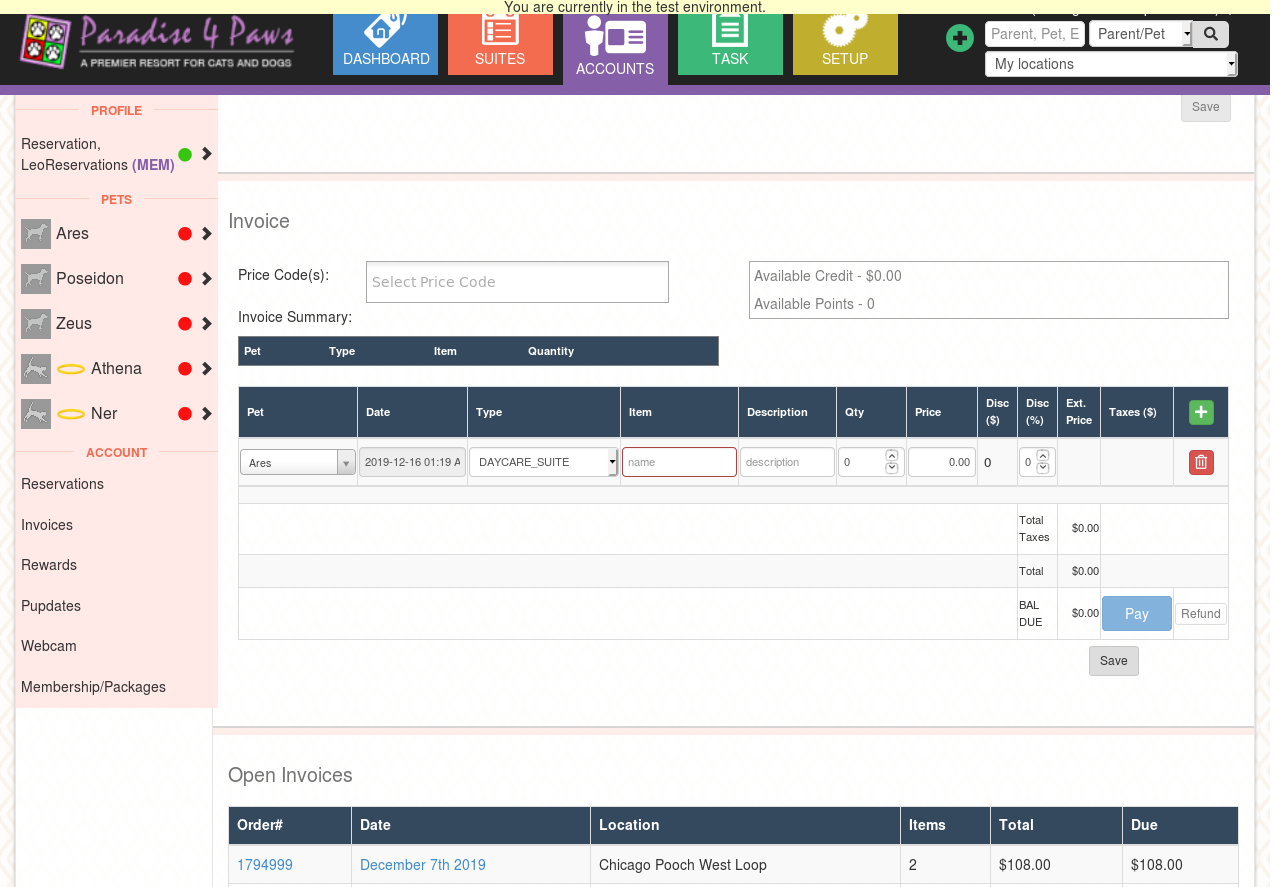 You are currently in the test environment.
Paradise 4 Paws
A PREMIER RESORT FOR CATS AND DOGS
DASHBOARD
SUITES
ACCOUNTS
TASK
SETUP
Parent, Pet, E
Parent/Pet
My locations
PROFILE
Reservation,
LeoReservations (MEM)
PETS
Ares
Poseidon
Zeus
Athena
Ner
ACCOUNT
Reservations
Invoices
Rewards
Pupdates
Webcam
Membership/Packages
Save
Invoice
Price Code(s):
Select Price Code
Available Credit - $0.00
Available Points - 0
Invoice Summary:
Pet Type Item Quantity
Pet Date Type Item Description Qty Price Disc ($) Disc (%) Ext. Price Taxes ($)
Ares 2019-12-16 01:19 A DAYCARE_SUITE name description 0 0.00 0 0
Total Taxes $0.00
Total $0.00
BAL DUE $0.00 Pay Refund
Save
Open Invoices
Order# Date Location Items Total Due
1794999 December 7th 2019 Chicago Pooch West Loop 2 $108.00 $108.00